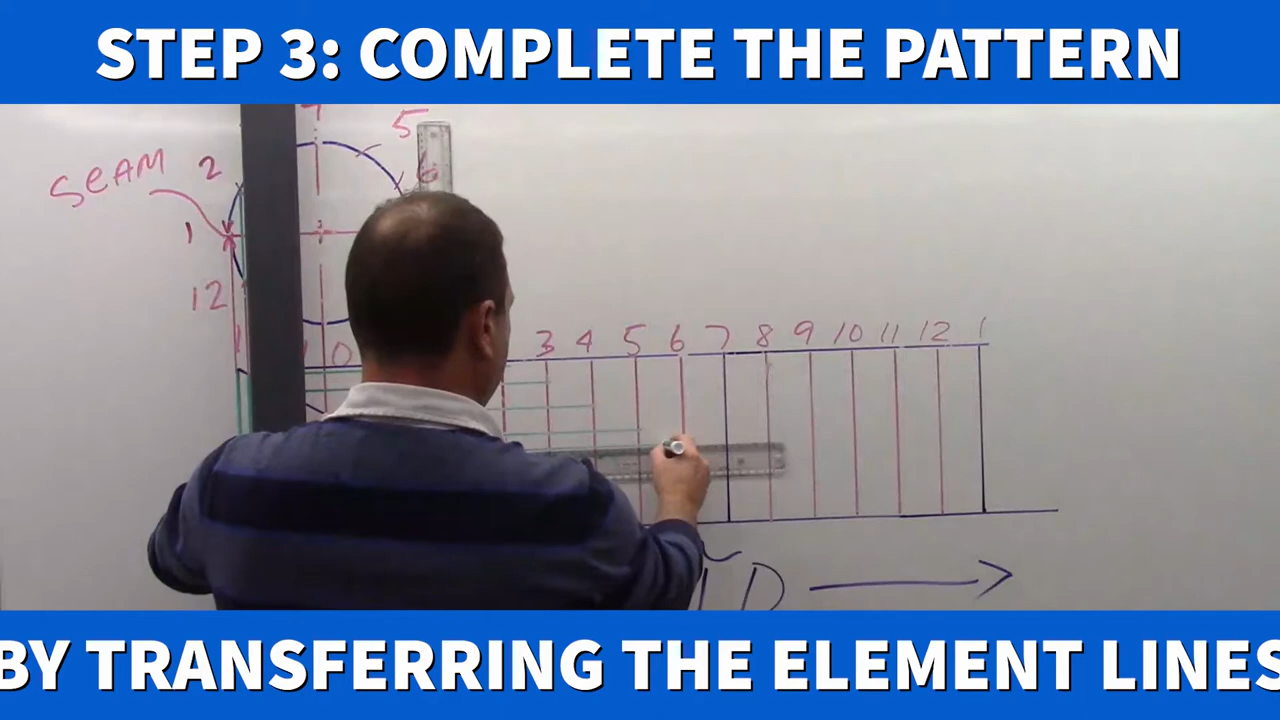 STEP 3: COMPLETE THE PATTERN
5
SEAM 2 6
1
12
3 4 5 6 7 8 9 10 11 12 1
D
BY TRANSFERRING THE ELEMENT LINES